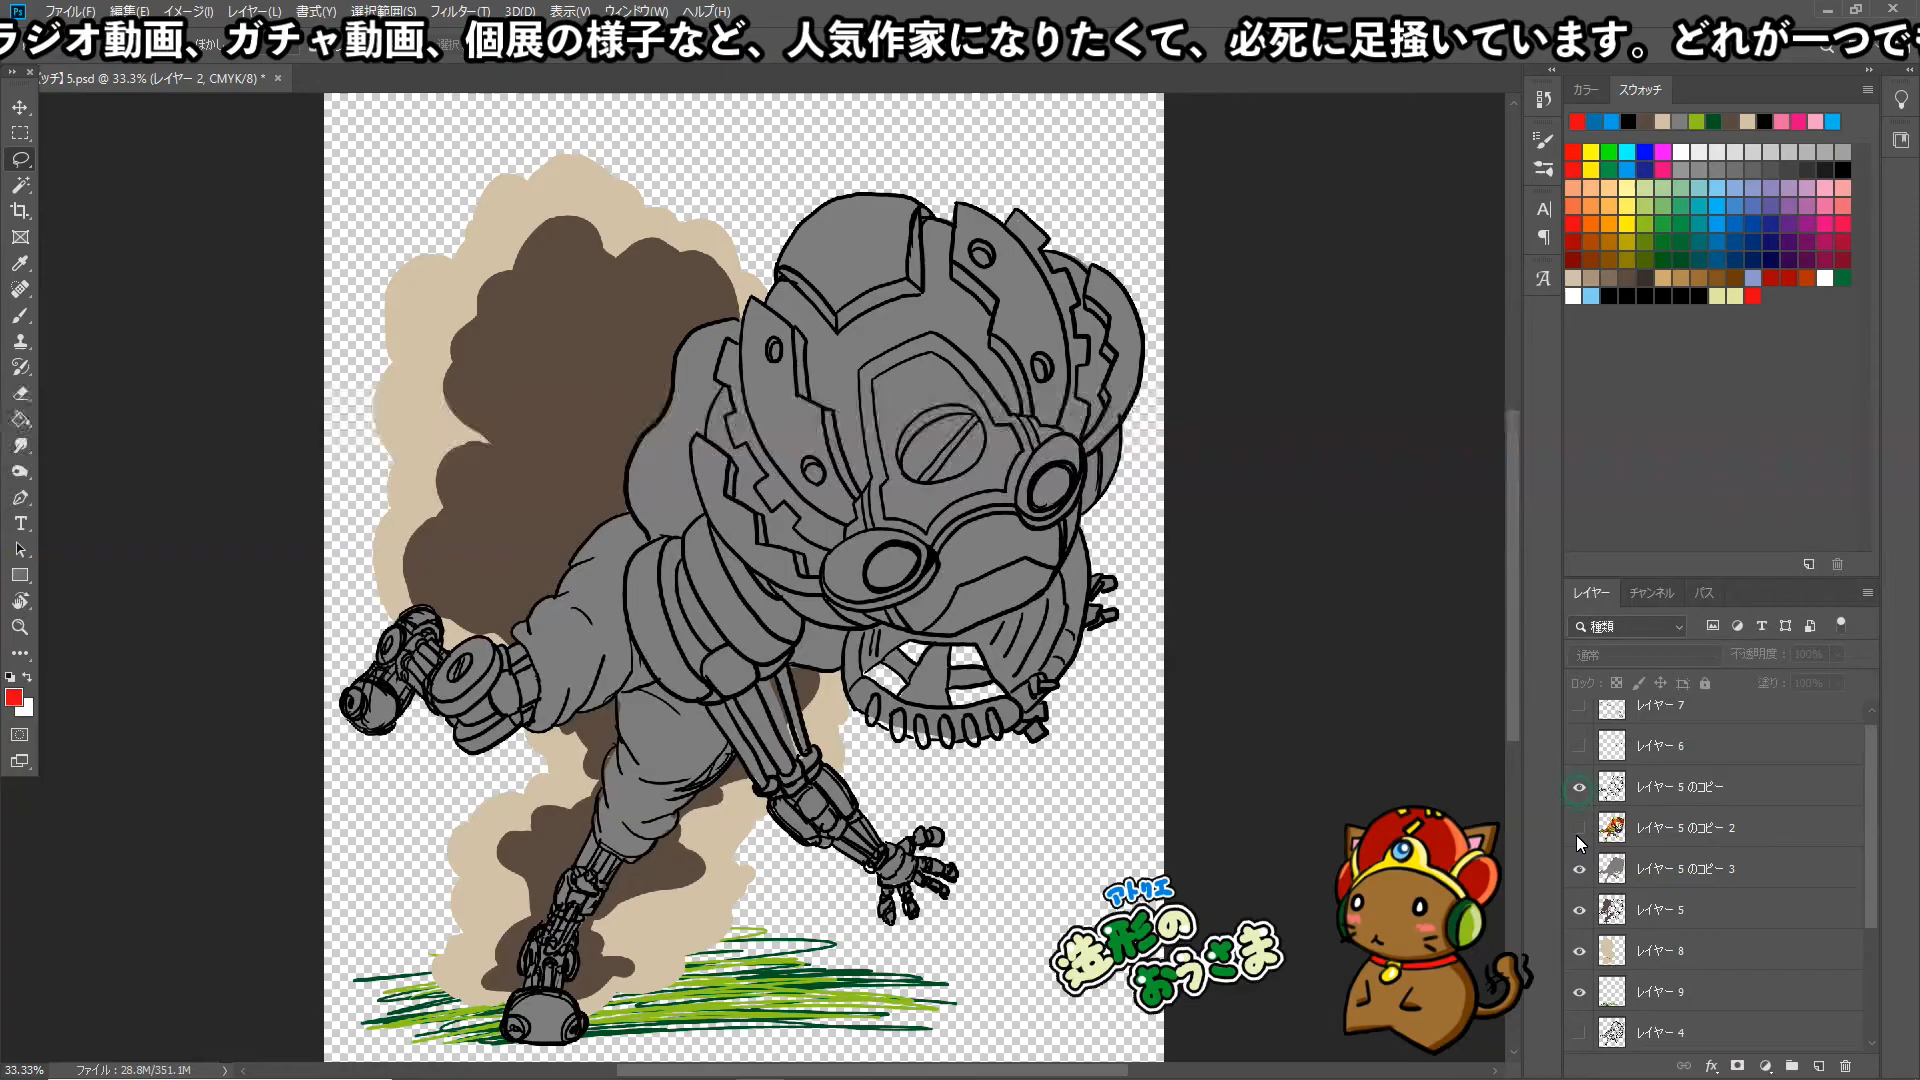 ファイル(F) 編集(E) イメージ(I) レイヤー(L) 書式(Y) 選択範囲(S) フィルター(T) 3D(D) 表示(V) ウィンドウ(W) ヘルプ(H)
ラジオ動画、ガチャ動画、個展の様子など、人気作家になりたくて、必死に足掻いています。どれか一つで
ッチ】5.psd @ 33.3% (レイヤー 2, CMYK/8) *
カラー スウォッチ
レイヤー チャンネル パス
種類
通常 不透明度: 100%
ロック: 塗り: 100%
レイヤー 7
レイヤー 6
レイヤー 5 のコピー
レイヤー 5 のコピー 2
レイヤー 5 のコピー 3
レイヤー 5
レイヤー 8
レイヤー 9
レイヤー 4
アトリエ
造形の
おうさま
33.33% ファイル : 28.8M/351.1M